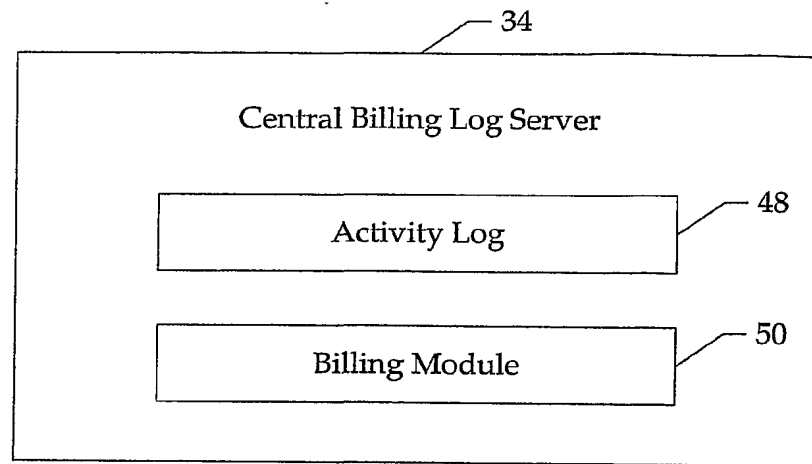 34
Central Billing Log Server
48
Activity Log
50
Billing Module